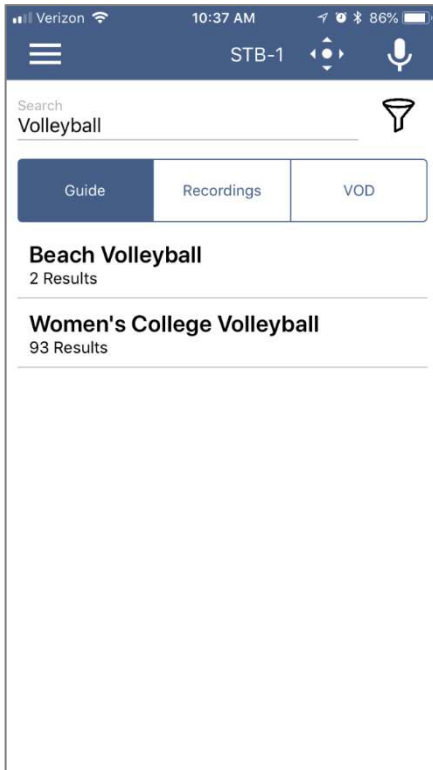 Verizon 10:37 AM 86%
STB-1
Search
Volleyball
Guide Recordings VOD
Beach Volleyball
2 Results
Women's College Volleyball
93 Results